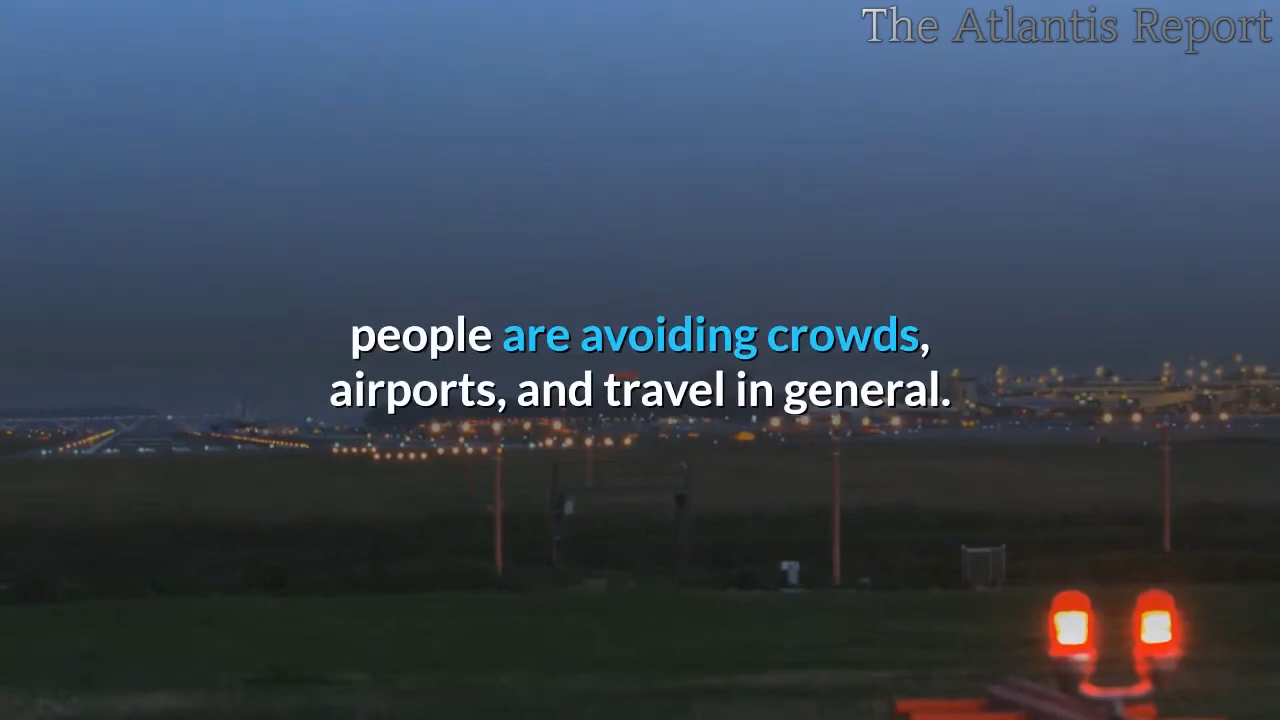 The Atlantis Report
people are avoiding crowds,
airports, and travel in general.